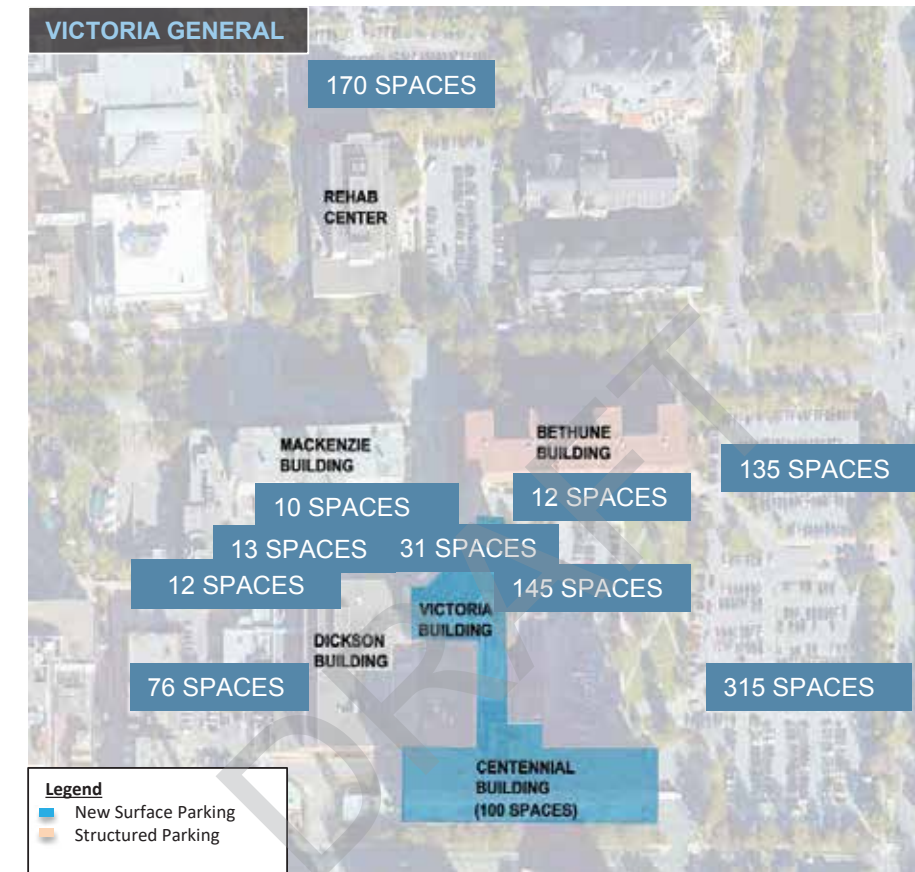 VICTORIA GENERAL
170 SPACES
REHAB
CENTER
MACKENZIE
BUILDING
BETHUNE
BUILDING
135 SPACES
10 SPACES
12 SPACES
13 SPACES
31 SPACES
12 SPACES
145 SPACES
VICTORIA
BUILDING
DICKSON
BUILDING
76 SPACES
315 SPACES
CENTENNIAL
BUILDING
(100 SPACES)
Legend
New Surface Parking
Structured Parking
DRAFT